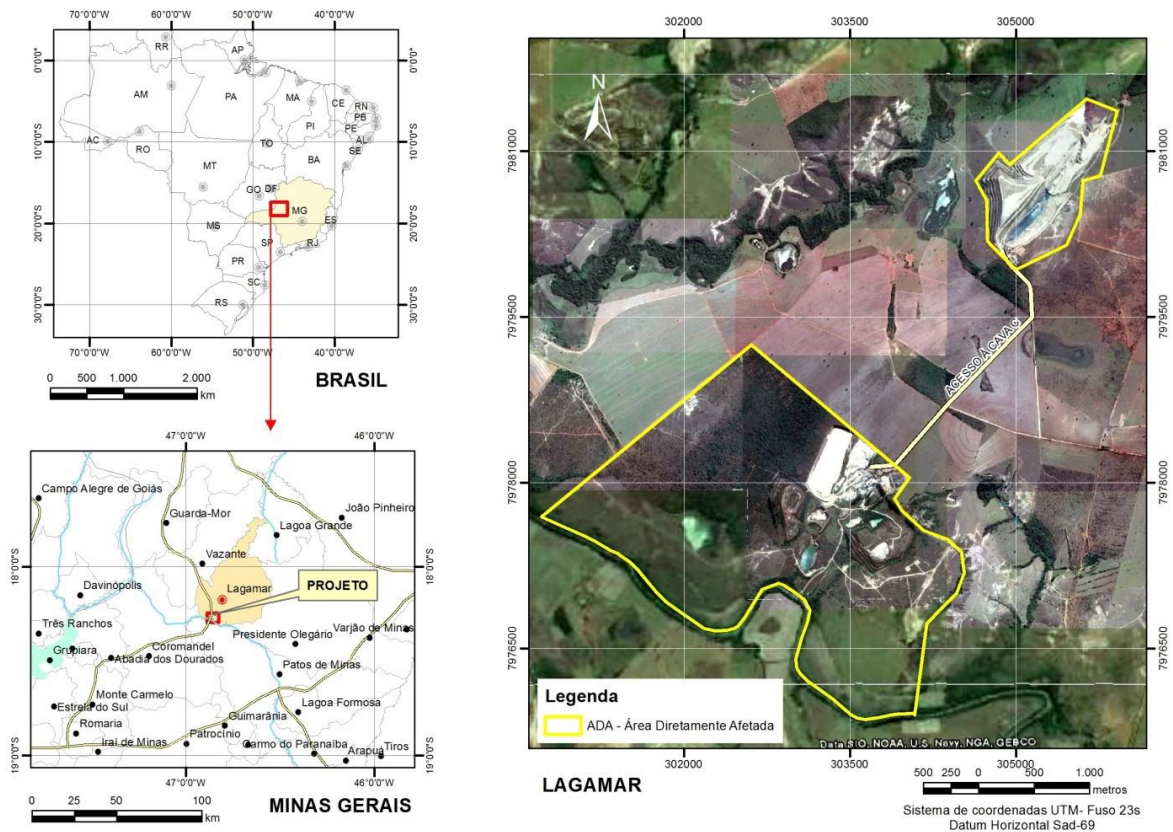 70°0'0"W 60°0'0"W 50°0'0"W 40°0'0"W
0°0'0"
10°0'0"S
20°0'0"S
30°0'0"S
RR
AP
AM
PA
MA
CE
RN
PB
PE
AL
SE
PI
AC
RO
TO
BA
MT
GO
DF
MG
ES
MS
SP
RJ
PR
SC
RS
0°0'0"
10°0'0"S
20°0'0"S
30°0'0"S
70°0'0"W 60°0'0"W 50°0'0"W 40°0'0"W
BRASIL
0 500 1.000 2.000
km
47°0'0"W 46°0'0"W
Campo Alegre de Goiás
João Pinheiro
Guarda-Mor
Lagoa Grande
Vazante
18°0'0"S
18°0'0"S
Davinópolis
Lagamar
PROJETO
Três Ranchos
Presidente Olegário
Varjão de Minas
Grupiara
Coromandel
Abadia dos Dourados
Patos de Minas
Monte Carmelo
Estrela do Sul
Lagoa Formosa
Romaria
Guimarânia
Iraí de Minas
Patrocínio
Carmo do Paranaíba
Arapuá
Tiros
19°0'0"S
19°0'0"S
47°0'0"W 46°0'0"W
0 25 50 100
km
MINAS GERAIS
302000 303500 305000
N
7981000
7979500
7978000
7976500
7981000
7979500
7978000
7976500
ACESSO À CAVA C
Legenda
ADA - Área Diretamente Afetada
Data SIO, NOAA, U.S. Navy, NGA, GEBCO
302000 303500 305000
LAGAMAR
500 250 0 500 1.000
metros
Sistema de coordenadas UTM- Fuso 23s
Datum Horizontal Sad-69